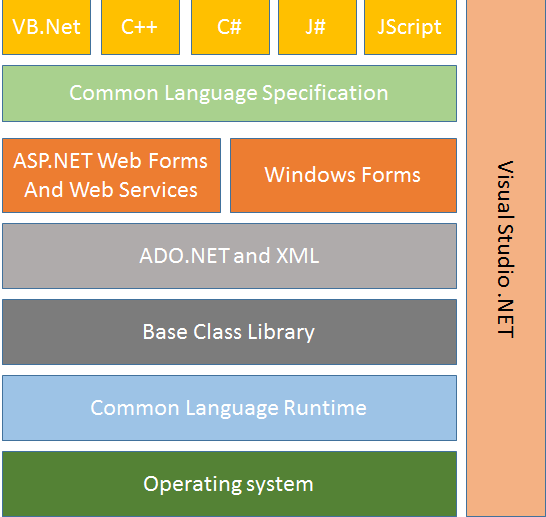 VB.Net
C++
C#
J#
JScript
Common Language Specification
ASP.NET Web Forms
And Web Services
Windows Forms
ADO.NET and XML
Base Class Library
Common Language Runtime
Operating system
Visual Studio .NET